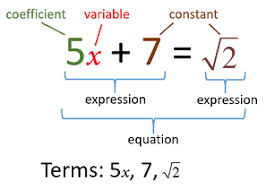 coefficient variable constant
5x + 7 = √2
expression expression
equation
Terms: 5x, 7, √2